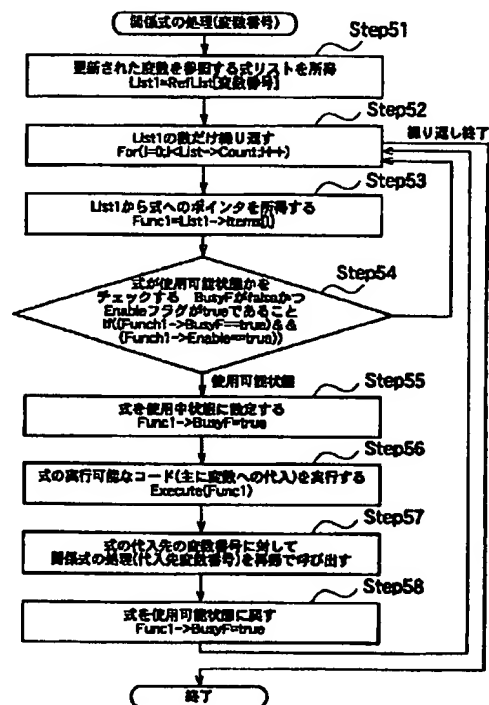 関係式の処理(変数番号)
Step51
更新された変数を参照する式リストを所得
List1=RefList[変数番号]
Step52
List1の数だけ繰り返す
For(i=0;i<List->Count;i++)
繰り返し終了
Step53
List1から式へのポインタを所得する
Func1=List1->Items[i]
Step54
式が使用可能状態かを
チェックする BusyFがfalseかつ
Enableフラグがtrueであること
If((Funch1->BusyF==true)&&
(Funch1->Enable==true))
使用可能状態
Step55
式を使用中状態に設定する
Func1->BusyF=true
Step56
式の実行可能なコード(主に変数への代入)を実行する
Execute(Func1)
Step57
式の代入先の変数番号に対して
関係式の処理(代入先変数番号)を再帰で呼び出す
Step58
式を使用可能状態に戻す
Func1->BusyF=true
終了